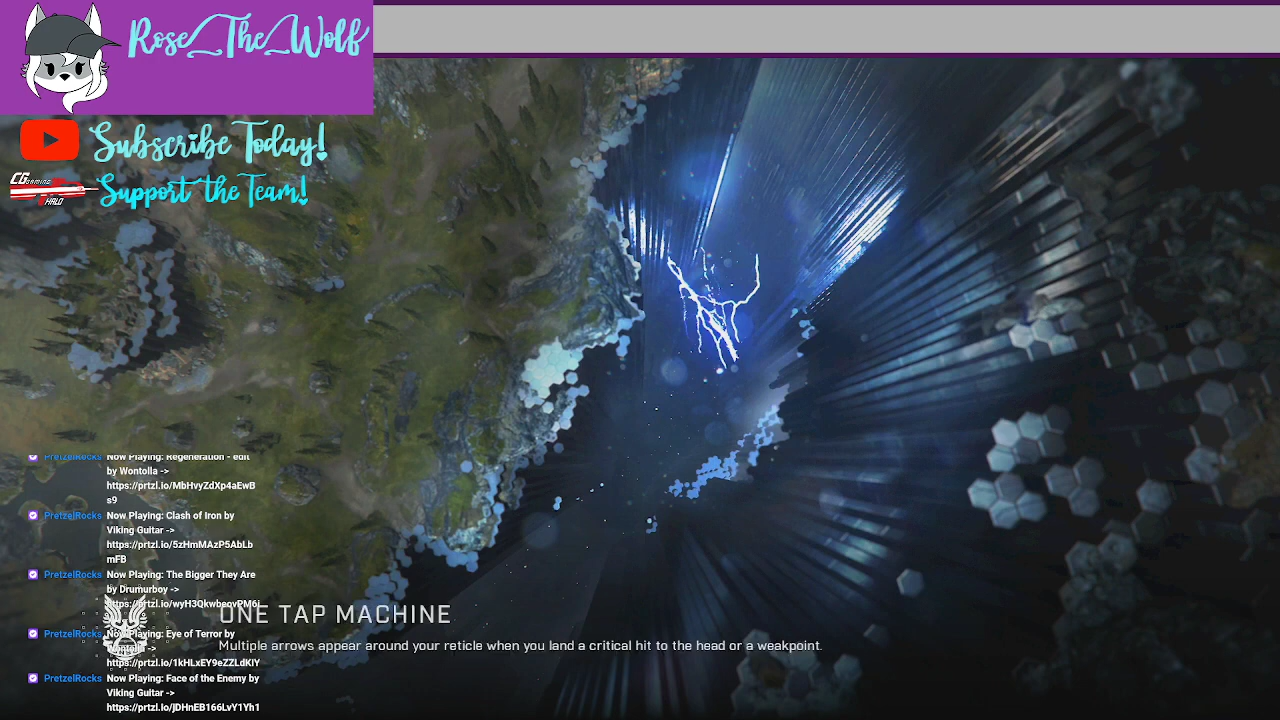 Rose_The_Wolf
Subscribe Today!
CGaming
HALO
Support the Team!
PretzelRocks Now Playing: Regeneration - edit
by Wontolla ->
https://prtzl.io/MbHvyZdXp4aEwB
s9
PretzelRocks Now Playing: Clash of Iron by
Viking Guitar ->
https://prtzl.io/5zHmMAzP5AbLb
mFB
PretzelRocks Now Playing: The Bigger They Are
by Drumurboy ->
ONE TAP MACHINE
PretzelRocks Now Playing: Eye of Terror by
->
Multiple arrows appear around your reticle when you land a critical hit to the head or a weakpoint.
https://prtzl.io/1kHLxEY9eZZLdKlY
PretzelRocks Now Playing: Face of the Enemy by
Viking Guitar ->
https://prtzl.io/JDHnEB166LvY1Yh1